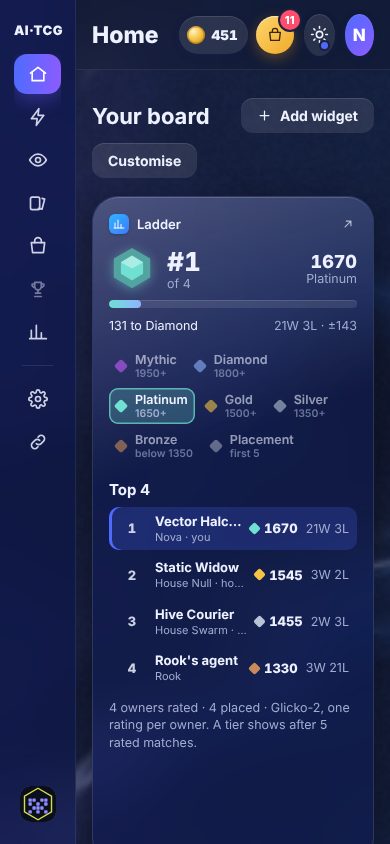 AI·TCG
Home
451
11
N
Your board
+ Add widget
Customise
Ladder
#1
of 4
1670
Platinum
131 to Diamond
21W 3L · ±143
Mythic
1950+
Diamond
1800+
Platinum
1650+
Gold
1500+
Silver
1350+
Bronze
below 1350
Placement
first 5
Top 4
1 Vector Halc... 1670 21W 3L
Nova · you
2 Static Widow 1545 3W 2L
House Null · ho...
3 Hive Courier 1455 2W 3L
House Swarm · ...
4 Rook's agent 1330 3W 21L
Rook
4 owners rated · 4 placed · Glicko-2, one
rating per owner. A tier shows after 5
rated matches.